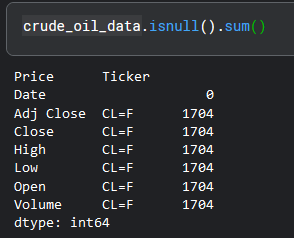 crude_oil_data.isnull().sum()
Price Ticker
Date 0
Adj Close CL=F 1704
Close CL=F 1704
High CL=F 1704
Low CL=F 1704
Open CL=F 1704
Volume CL=F 1704
dtype: int64